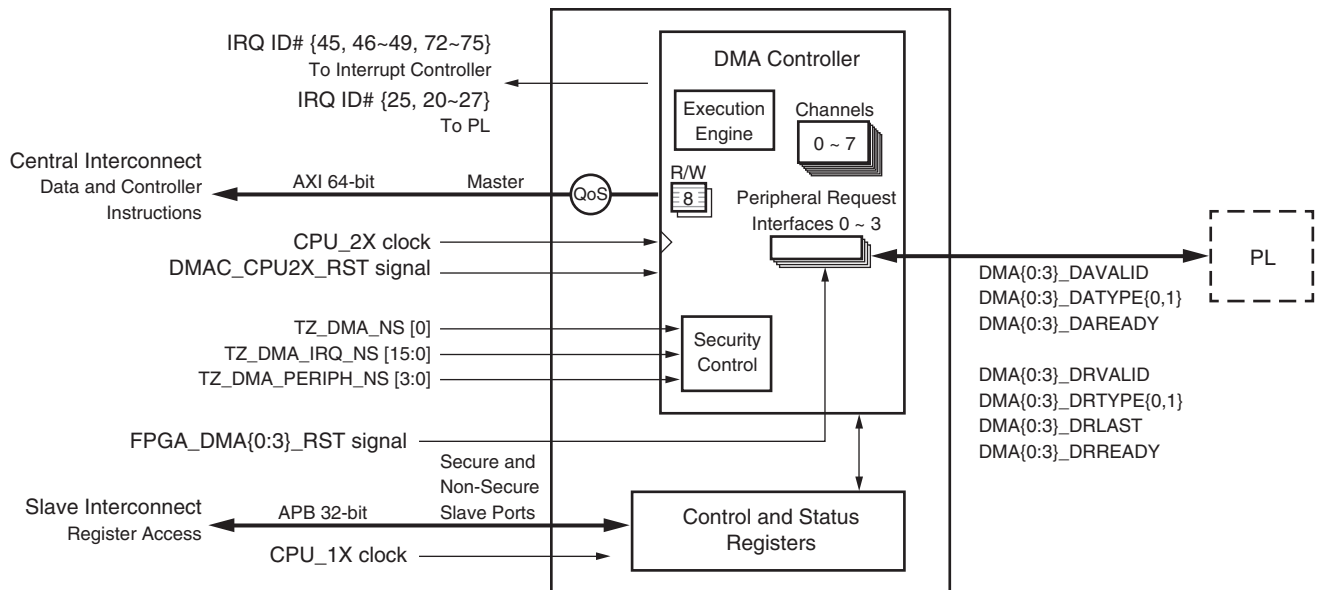 IRQ ID# {45, 46~49, 72~75}
To Interrupt Controller
IRQ ID# {25, 20~27}
To PL
Central Interconnect
Data and Controller
Instructions
AXI 64-bit
Master
QoS
CPU_2X clock
DMAC_CPU2X_RST signal
TZ_DMA_NS [0]
TZ_DMA_IRQ_NS [15:0]
TZ_DMA_PERIPH_NS [3:0]
FPGA_DMA{0:3}_RST signal
Slave Interconnect
Register Access
APB 32-bit
Secure and
Non-Secure
Slave Ports
CPU_1X clock
DMA Controller
Execution
Engine
Channels
0 ~ 7
R/W
8
Peripheral Request
Interfaces 0 ~ 3
Security
Control
Control and Status
Registers
DMA{0:3}_DAVALID
DMA{0:3}_DATYPE{0,1}
DMA{0:3}_DAREADY
DMA{0:3}_DRVALID
DMA{0:3}_DRTYPE{0,1}
DMA{0:3}_DRLAST
DMA{0:3}_DRREADY
PL